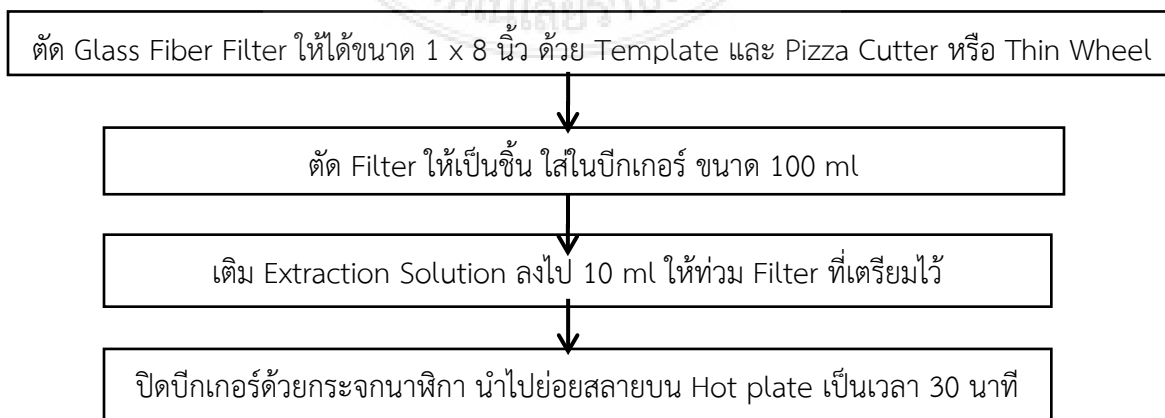 ตัด Glass Fiber Filter ให้ได้ขนาด 1 x 8 นิ้ว ด้วย Template และ Pizza Cutter หรือ Thin Wheel
ตัด Filter ให้เป็นชิ้น ใส่ในบีกเกอร์ ขนาด 100 ml
เติม Extraction Solution ลงไป 10 ml ให้ท่วม Filter ที่เตรียมไว้
ปิดบีกเกอร์ด้วยกระจกนาฬิกา นำไปย่อยสลายบน Hot plate เป็นเวลา 30 นาที